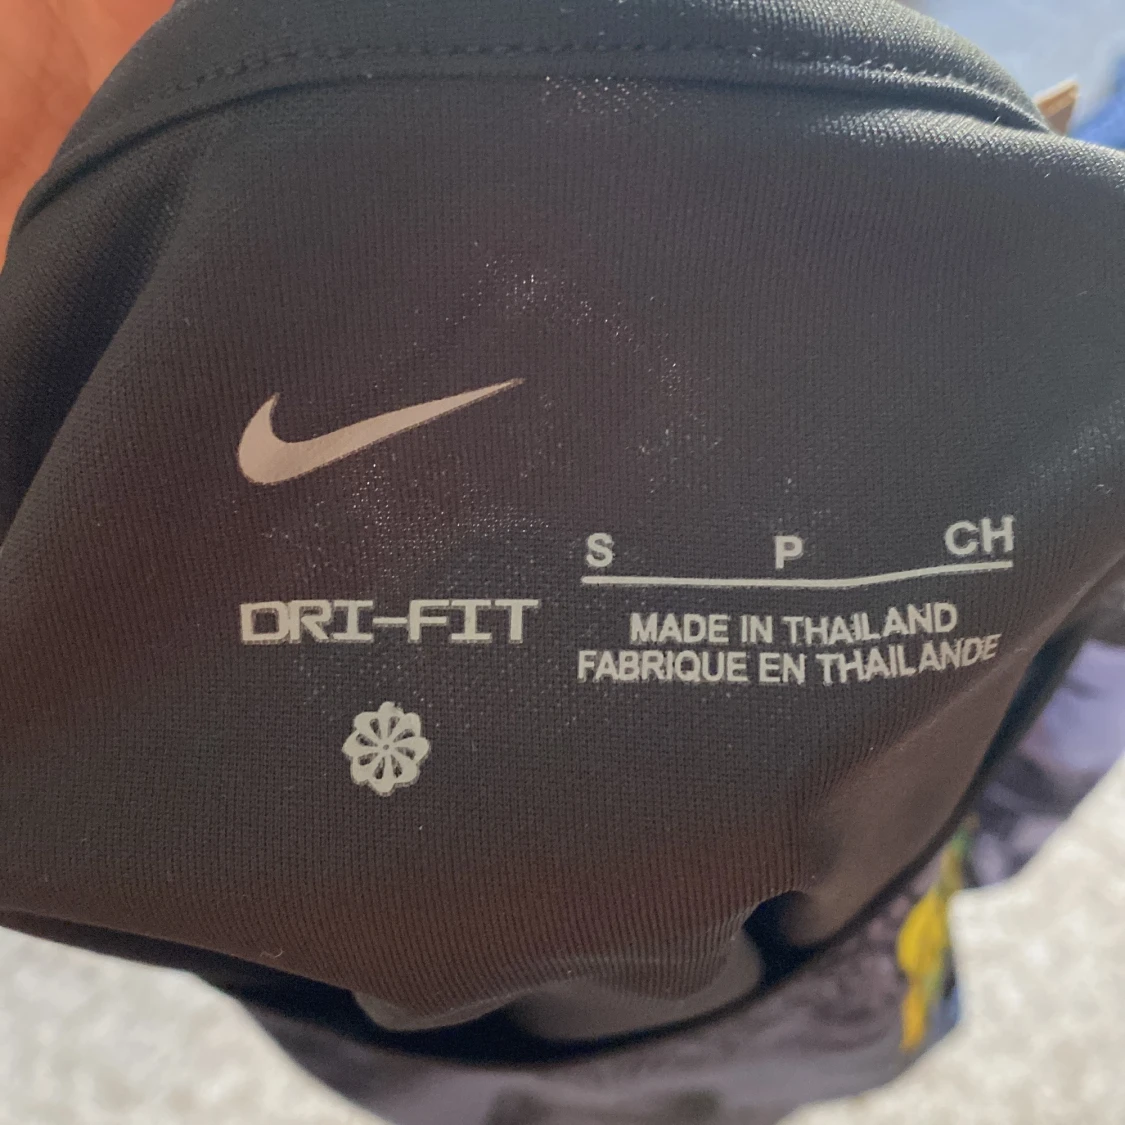 S P CH
DRI-FIT
MADE IN THAILAND
FABRIQUE EN THAILANDE